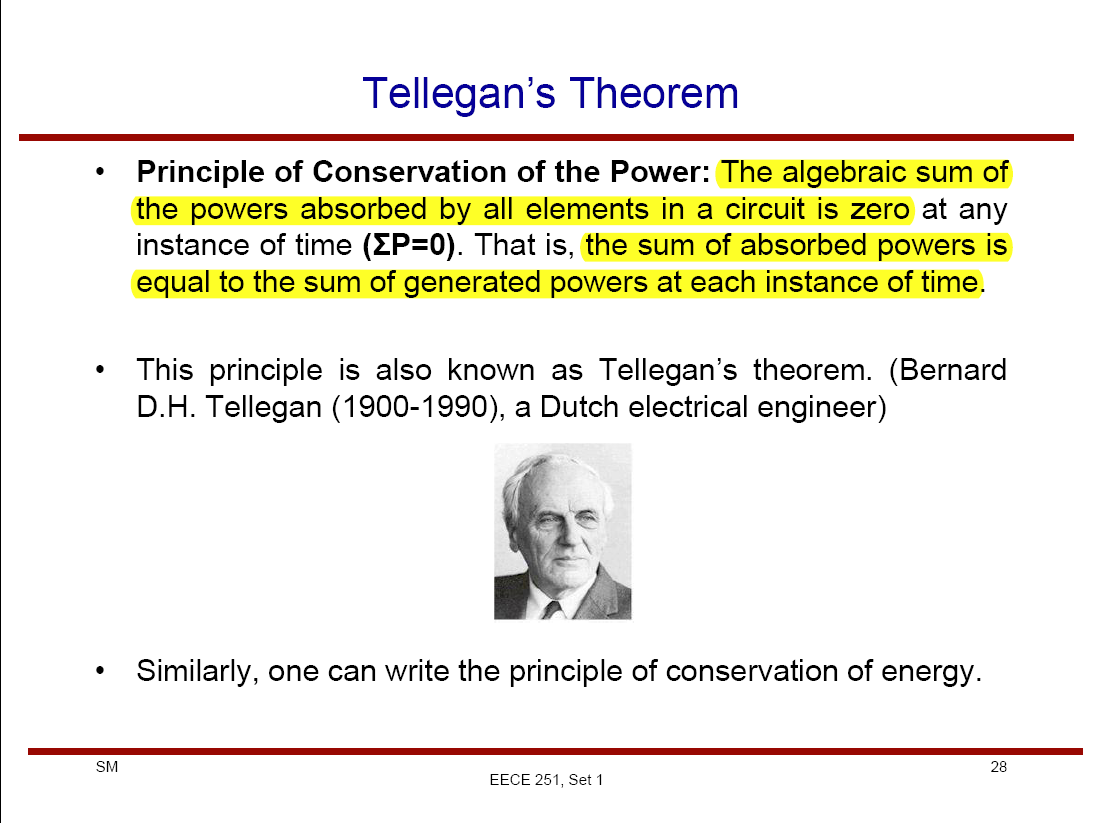 Tellegan’s Theorem
• Principle of Conservation of the Power: The algebraic sum of
the powers absorbed by all elements in a circuit is zero at any
instance of time (ΣP=0). That is, the sum of absorbed powers is
equal to the sum of generated powers at each instance of time.
• This principle is also known as Tellegan’s theorem. (Bernard
D.H. Tellegan (1900-1990), a Dutch electrical engineer)
• Similarly, one can write the principle of conservation of energy.
SM
EECE 251, Set 1
28